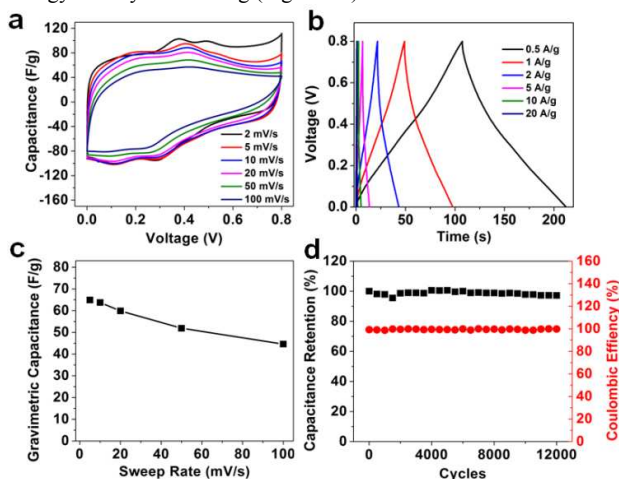 a
Capacitance (F/g)
120
80
40
0
-40
-80
-120
-160
2 mV/s
5 mV/s
10 mV/s
20 mV/s
50 mV/s
100 mV/s
0.0 0.2 0.4 0.6 0.8
Voltage (V)
b
Voltage (V)
0.8
0.6
0.4
0.2
0.0
0.5 A/g
1 A/g
2 A/g
5 A/g
10 A/g
20 A/g
0 50 100 150 200
Time (s)
c
Gravimetric Capacitance (F/g)
80
70
60
50
40
30
20
10
0
0 20 40 60 80 100
Sweep Rate (mV/s)
d
Capacitance Retention (%)
120
100
80
60
40
20
0
0 4000 8000 12000
Cycles
160
140
120
100
80
60
40
20
0
Coulombic Effiency (%)